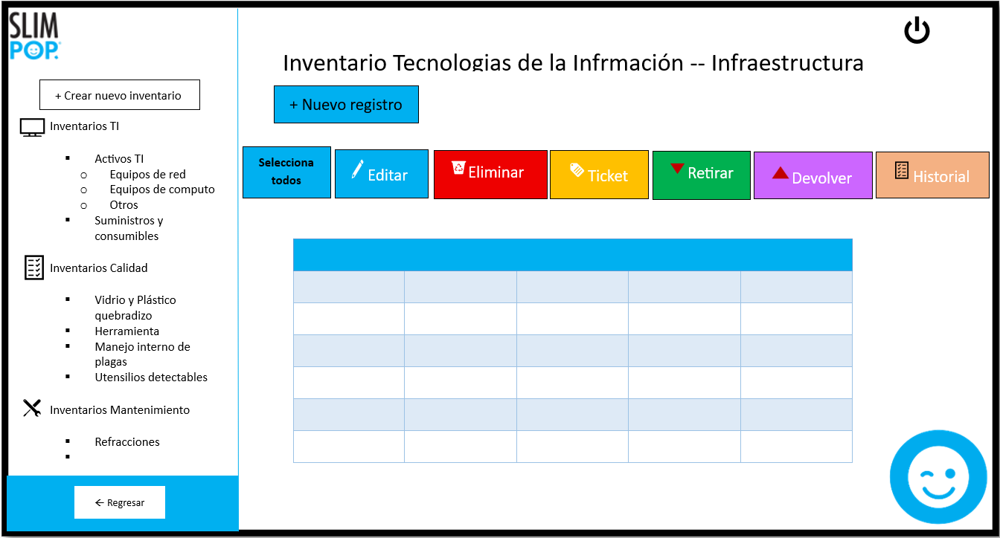 SLIM
POP.
Inventario Tecnologias de la Infrmación -- Infraestructura
+ Crear nuevo inventario
Inventarios TI
▪ Activos TI
o Equipos de red
o Equipos de computo
o Otros
▪ Suministros y
consumibles
Inventarios Calidad
▪ Vidrio y Plástico
quebradizo
▪ Herramienta
▪ Manejo interno de
plagas
▪ Utensilios detectables
Inventarios Mantenimiento
▪ Refracciones
▪
← Regresar
+ Nuevo registro
Selecciona
todos
Editar
Eliminar
Ticket
Retirar
Devolver
Historial